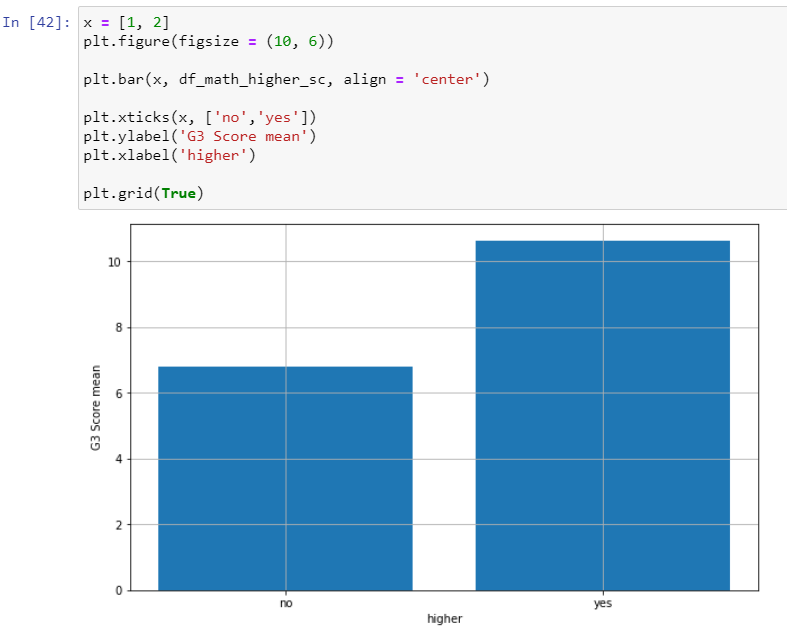 In [42]: x = [1, 2]
plt.figure(figsize = (10, 6))
plt.bar(x, df_math_higher_sc, align = 'center')
plt.xticks(x, ['no','yes'])
plt.ylabel('G3 Score mean')
plt.xlabel('higher')
plt.grid(True)
10
8
6
4
2
0
G3 Score mean
no yes
higher